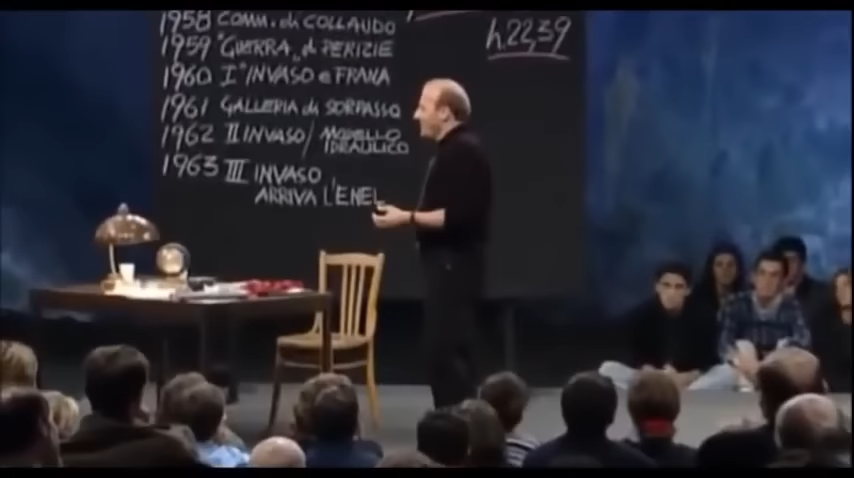 1958 COMM. di COLLAUDO
1959 "GUERRA" di PERIZIE
1960 I° INVASO e FRANA
1961 GALLERIA di SORPASSO
1962 II INVASO / MODELLO IDRAULICO
1963 III INVASO
ARRIVA L'ENEL
h.22,39